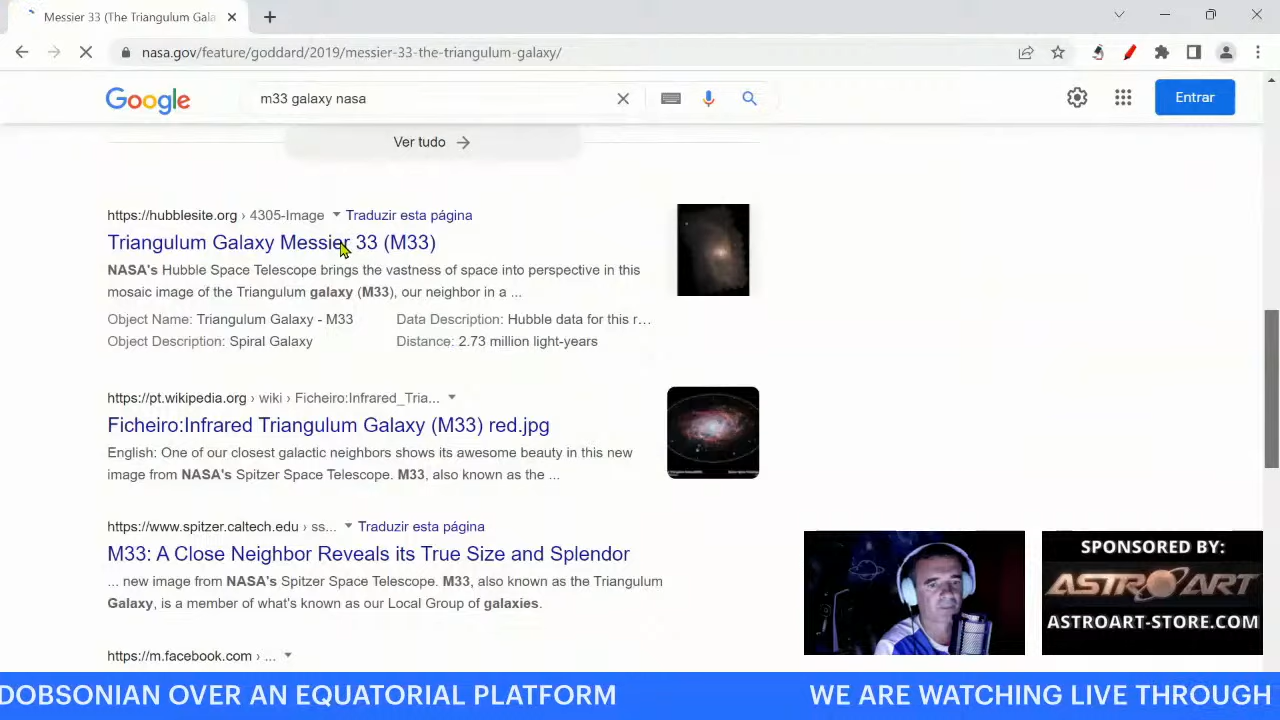 Messier 33 (The Triangulum Gala
nasa.gov/feature/goddard/2019/messier-33-the-triangulum-galaxy/
Google
m33 galaxy nasa
Entrar
Ver tudo
https://hubblesite.org › 4305-Image
Traduzir esta página
Triangulum Galaxy Messier 33 (M33)
NASA's Hubble Space Telescope brings the vastness of space into perspective in this
mosaic image of the Triangulum galaxy (M33), our neighbor in a ...
Object Name: Triangulum Galaxy - M33
Data Description: Hubble data for this r…
Object Description: Spiral Galaxy
Distance: 2.73 million light-years
https://pt.wikipedia.org › wiki › Ficheiro:Infrared_Tria...
Ficheiro:Infrared Triangulum Galaxy (M33) red.jpg
English: One of our closest galactic neighbors shows its awesome beauty in this new
image from NASA's Spitzer Space Telescope. M33, also known as the ...
https://www.spitzer.caltech.edu › ss...
Traduzir esta página
M33: A Close Neighbor Reveals its True Size and Splendor
... new image from NASA's Spitzer Space Telescope. M33, also known as the Triangulum
Galaxy, is a member of what's known as our Local Group of galaxies.
https://m.facebook.com › ...
SPONSORED BY:
ASTROART
ASTROART-STORE.COM
DOBSONIAN OVER AN EQUATORIAL PLATFORM
WE ARE WATCHING LIVE THROUGH